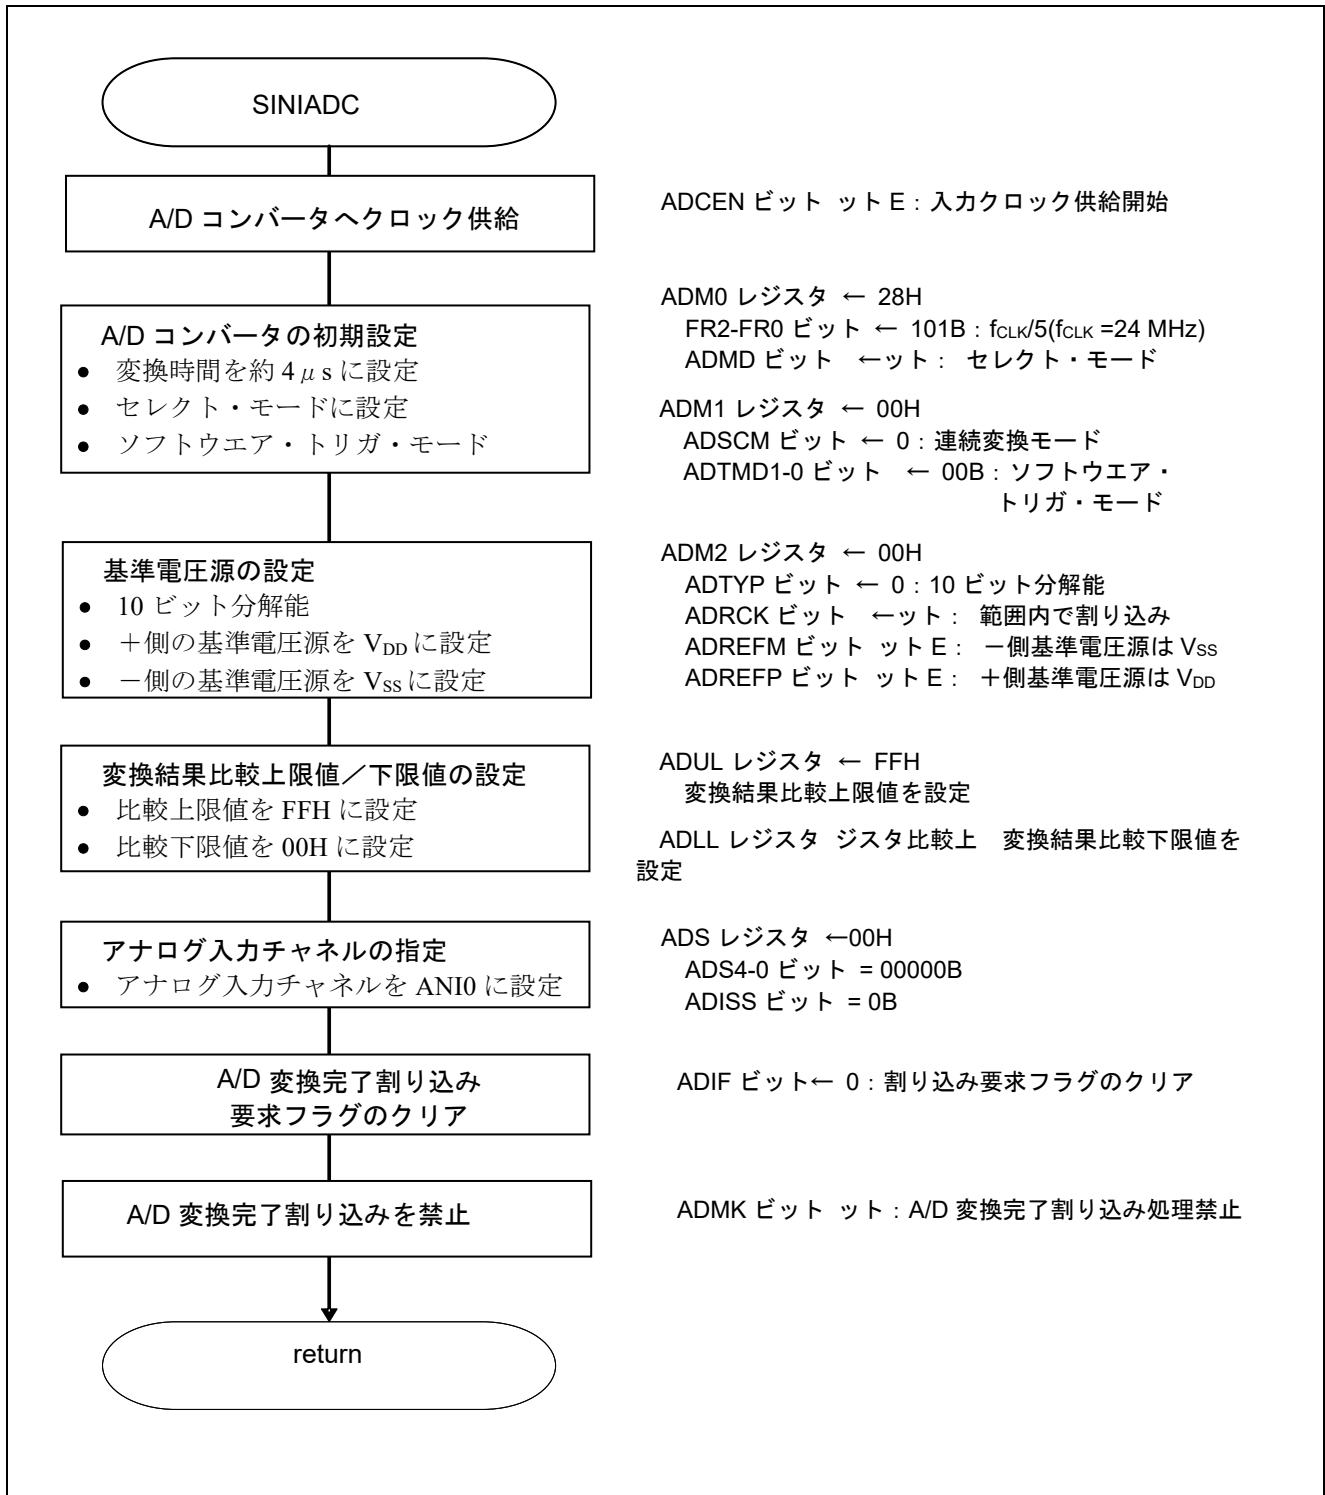 SINIADC
A/D コンバータへクロック供給
ADCEN ビット ットE：入力クロック供給開始
A/D コンバータの初期設定
● 変換時間を約 4μs に設定
● セレクト・モードに設定
● ソフトウエア・トリガ・モード
ADM0 レジスタ ← 28H
FR2-FR0 ビット ← 101B：fCLK/5(fCLK =24 MHz)
ADMD ビット ←ット： セレクト・モード
ADM1 レジスタ ← 00H
ADSCM ビット ← 0：連続変換モード
ADTMD1-0 ビット ← 00B：ソフトウエア・
トリガ・モード
基準電圧源の設定
● 10 ビット分解能
● ＋側の基準電圧源を VDD に設定
● －側の基準電圧源を VSS に設定
ADM2 レジスタ ← 00H
ADTYP ビット ← 0：10 ビット分解能
ADRCK ビット ←ット： 範囲内で割り込み
ADREFM ビット ットE： －側基準電圧源は VSS
ADREFP ビット ットE： ＋側基準電圧源は VDD
変換結果比較上限値／下限値の設定
● 比較上限値を FFH に設定
● 比較下限値を 00H に設定
ADUL レジスタ ← FFH
変換結果比較上限値を設定
ADLL レジスタ ジスタ比較上 変換結果比較下限値を
設定
アナログ入力チャネルの指定
● アナログ入力チャネルを ANI0 に設定
ADS レジスタ ←00H
ADS4-0 ビット = 00000B
ADISS ビット = 0B
A/D 変換完了割り込み
要求フラグのクリア
ADIF ビット← 0：割り込み要求フラグのクリア
A/D 変換完了割り込みを禁止
ADMK ビット ット：A/D 変換完了割り込み処理禁止
return